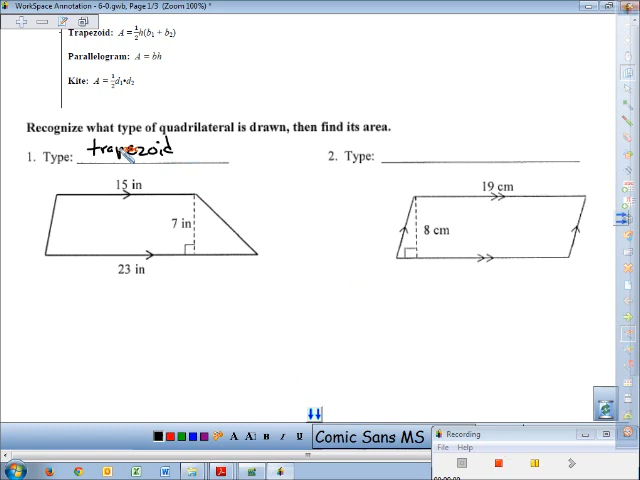 WorkSpace Annotation - 6-0.gwb, Page 1/3 (Zoom 100%) *
Trapezoid: A = ½h(b₁ + b₂)
Parallelogram: A = bh
Kite: A = ½d₁•d₂
Recognize what type of quadrilateral is drawn, then find its area.
1. Type: trapezoid
2. Type:
15 in
7 in
23 in
19 cm
8 cm
A A B I U Comic Sans MS
Recording
File Help